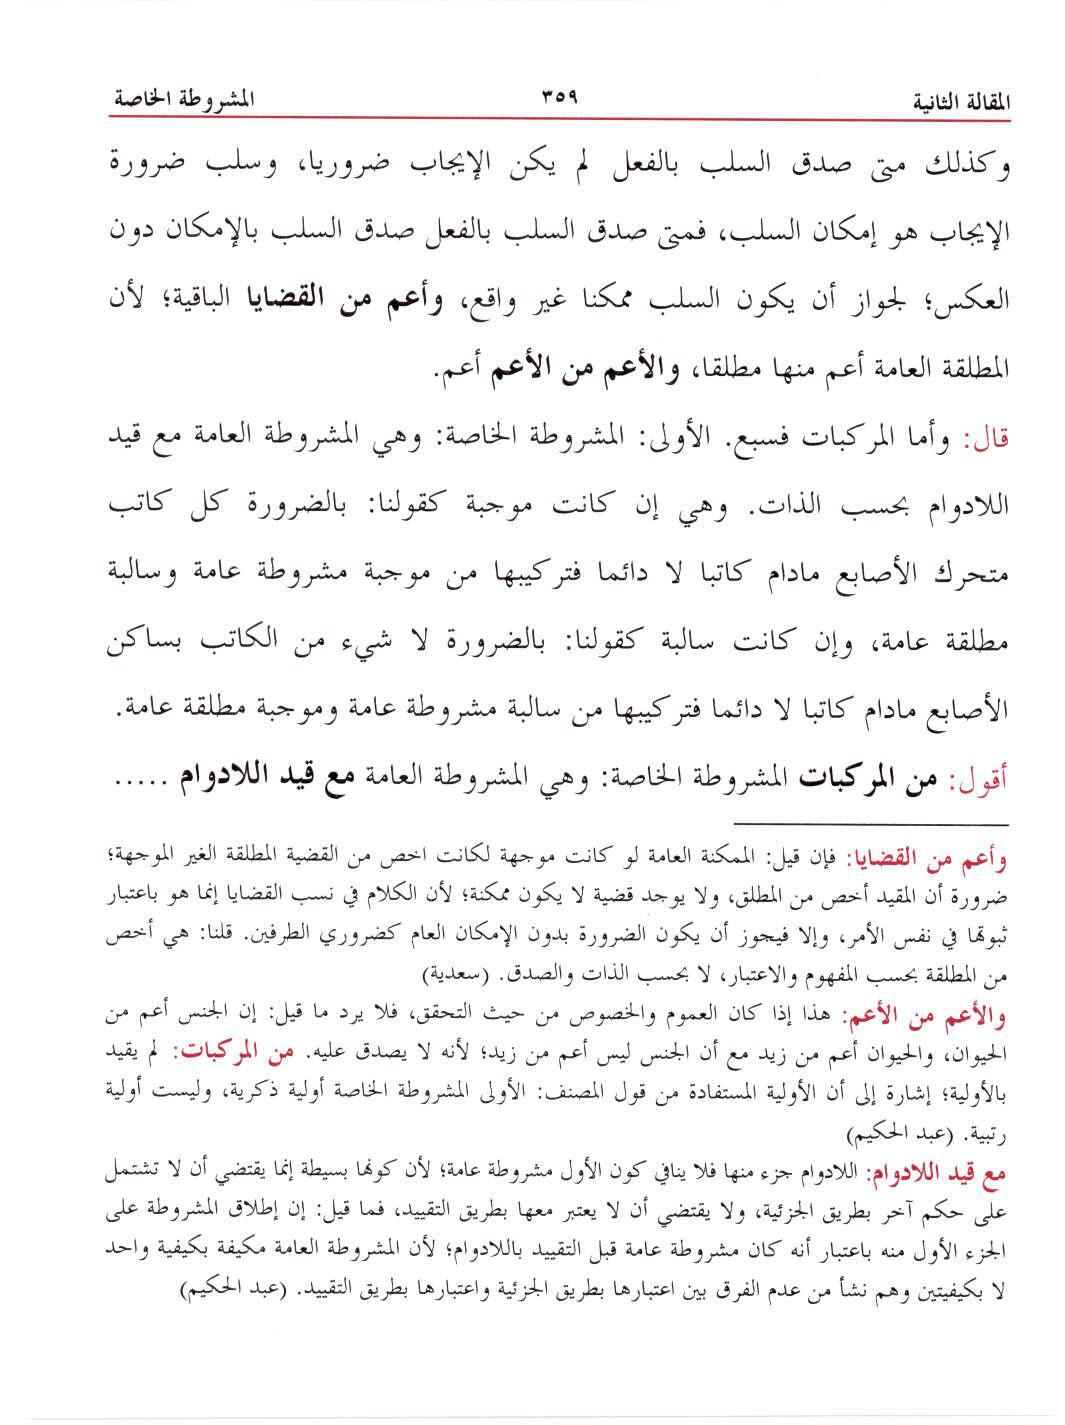 المقالة الثانية ٣٥٩ المشروطة الخاصة
وكذلك متى صدق السلب بالفعل لم يكن الإيجاب ضروريا، وسلب ضرورة
الإيجاب هو إمكان السلب، فمتى صدق السلب بالفعل صدق السلب بالإمكان دون
العكس؛ لجواز أن يكون السلب ممكنا غير واقع، وأعم من القضايا الباقية؛ لأن
المطلقة العامة أعم منها مطلقا، والأعم من الأعم أعم.
قال: وأما المركبات فسبع. الأولى: المشروطة الخاصة: وهي المشروطة العامة مع قيد
اللادوام بحسب الذات. وهي إن كانت موجبة كقولنا: بالضرورة كل كاتب
متحرك الأصابع مادام كاتبا لا دائما فتركيبها من موجبة مشروطة عامة وسالبة
مطلقة عامة، وإن كانت سالبة كقولنا: بالضرورة لا شيء من الكاتب بساكن
الأصابع مادام كاتبا لا دائما فتركيبها من سالبة مشروطة عامة وموجبة مطلقة عامة.
أقول: من المركبات المشروطة الخاصة: وهي المشروطة العامة مع قيد اللادوام .....
وأعم من القضايا: فإن قيل: الممكنة العامة لو كانت موجهة لكانت اخص من القضية المطلقة الغير الموجهة؛
ضرورة أن المقيد أخص من المطلق، ولا يوجد قضية لا يكون ممكنة؛ لأن الكلام في نسب القضايا إنما هو باعتبار
ثبوتها في نفس الأمر، وإلا فيجوز أن يكون الضرورة بدون الإمكان العام كضروري الطرفين. قلنا: هي أخص
من المطلقة بحسب المفهوم والاعتبار، لا بحسب الذات والصدق. (سعدية)
والأعم من الأعم: هذا إذا كان العموم والخصوص من حيث التحقق، فلا يرد ما قيل: إن الجنس أعم من
الحيوان، والحيوان أعم من زيد مع أن الجنس ليس أعم من زيد؛ لأنه لا يصدق عليه. من المركبات: لم يقيد
بالأولية؛ إشارة إلى أن الأولية المستفادة من قول المصنف: الأولى المشروطة الخاصة أولية ذكرية، وليست أولية
رتبية. (عبد الحكيم)
مع قيد اللادوام: اللادوام جزء منها فلا ينافي كون الأول مشروطة عامة؛ لأن كونها بسيطة إنما يقتضي أن لا تشتمل
على حكم آخر بطريق الجزئية، ولا يقتضي أن لا يعتبر معها بطريق التقييد، فما قيل: إن إطلاق المشروطة على
الجزء الأول منه باعتبار أنه كان مشروطة عامة قبل التقييد باللادوام؛ لأن المشروطة العامة مكيفة بكيفية واحد
لا بكيفيتين وهم نشأ من عدم الفرق بين اعتبارها بطريق الجزئية واعتبارها بطريق التقييد. (عبد الحكيم)